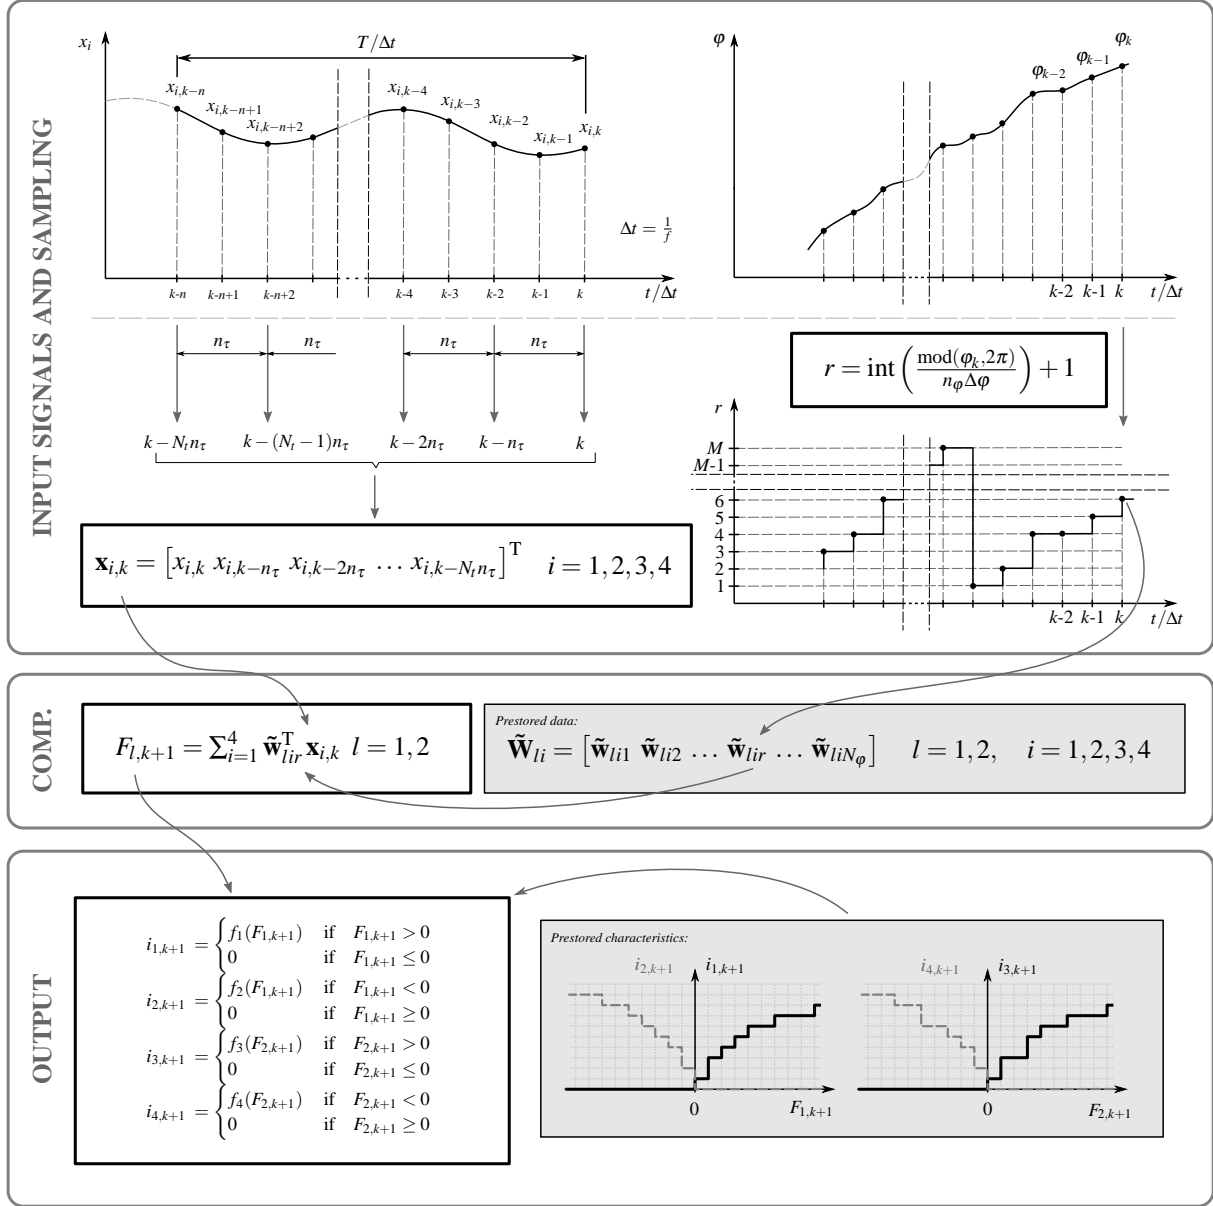 INPUT SIGNALS AND SAMPLING
x_i
T/Δt
x_{i,k−n}
x_{i,k−n+1}
x_{i,k−n+2}
x_{i,k−4}
x_{i,k−3}
x_{i,k−2}
x_{i,k−1}
x_{i,k}
Δt = 1/f
k-n k-n+1 k-n+2 k-4 k-3 k-2 k-1 k t/Δt
φ
φ_{k−2}
φ_{k−1}
φ_k
k-2 k-1 k t/Δt
n_τ n_τ n_τ n_τ
k−N_t n_τ k−(N_t−1)n_τ k−2n_τ k−n_τ k
𝐱_{i,k} = [x_{i,k} x_{i,k−n_τ} x_{i,k−2n_τ} … x_{i,k−N_t n_τ}]^T i = 1,2,3,4
r = int (mod(φ_k,2π)/n_φΔφ) + 1
r
M
M-1
6
5
4
3
2
1
k-2 k-1 k t/Δt
COMP.
F_{l,k+1} = ∑_{i=1}^{4} 𝐰̃_{lir}^T 𝐱_{i,k} l = 1,2
Prestored data:
𝐖̃_{li} = [𝐰̃_{li1} 𝐰̃_{li2} … 𝐰̃_{lir} … 𝐰̃_{liN_φ}] l = 1,2, i = 1,2,3,4
OUTPUT
i_{1,k+1} = { f_1(F_{1,k+1}) if F_{1,k+1} > 0
0 if F_{1,k+1} ≤ 0
i_{2,k+1} = { f_2(F_{1,k+1}) if F_{1,k+1} < 0
0 if F_{1,k+1} ≥ 0
i_{3,k+1} = { f_3(F_{2,k+1}) if F_{2,k+1} > 0
0 if F_{2,k+1} ≤ 0
i_{4,k+1} = { f_4(F_{2,k+1}) if F_{2,k+1} < 0
0 if F_{2,k+1} ≥ 0
Prestored characteristics:
i_{2,k+1} i_{1,k+1}
0 F_{1,k+1}
i_{4,k+1} i_{3,k+1}
0 F_{2,k+1}